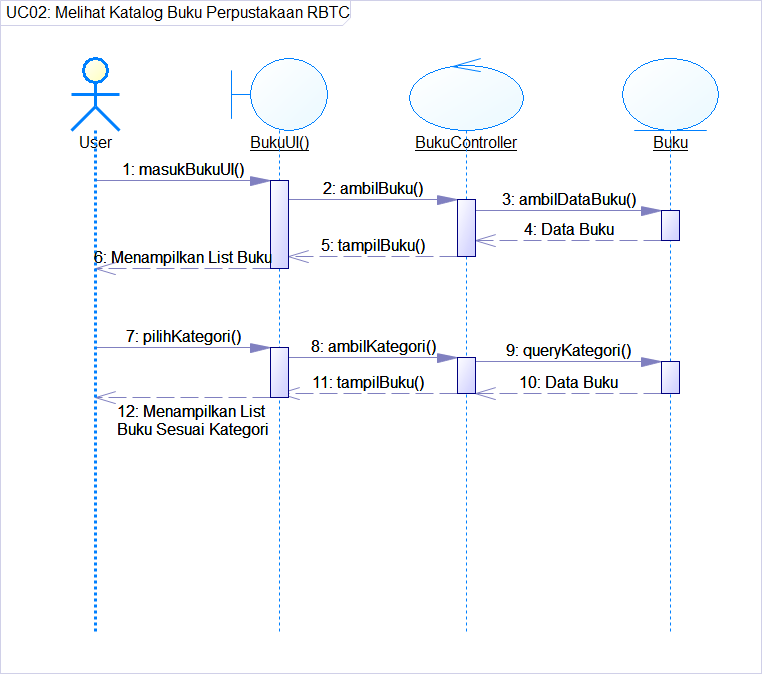 UC02: Melihat Katalog Buku Perpustakaan RBTC
User
BukuUI()
BukuController
Buku
1: masukBukuUI()
2: ambilBuku()
3: ambilDataBuku()
4: Data Buku
5: tampilBuku()
6: Menampilkan List Buku
7: pilihKategori()
8: ambilKategori()
9: queryKategori()
10: Data Buku
11: tampilBuku()
12: Menampilkan List
Buku Sesuai Kategori